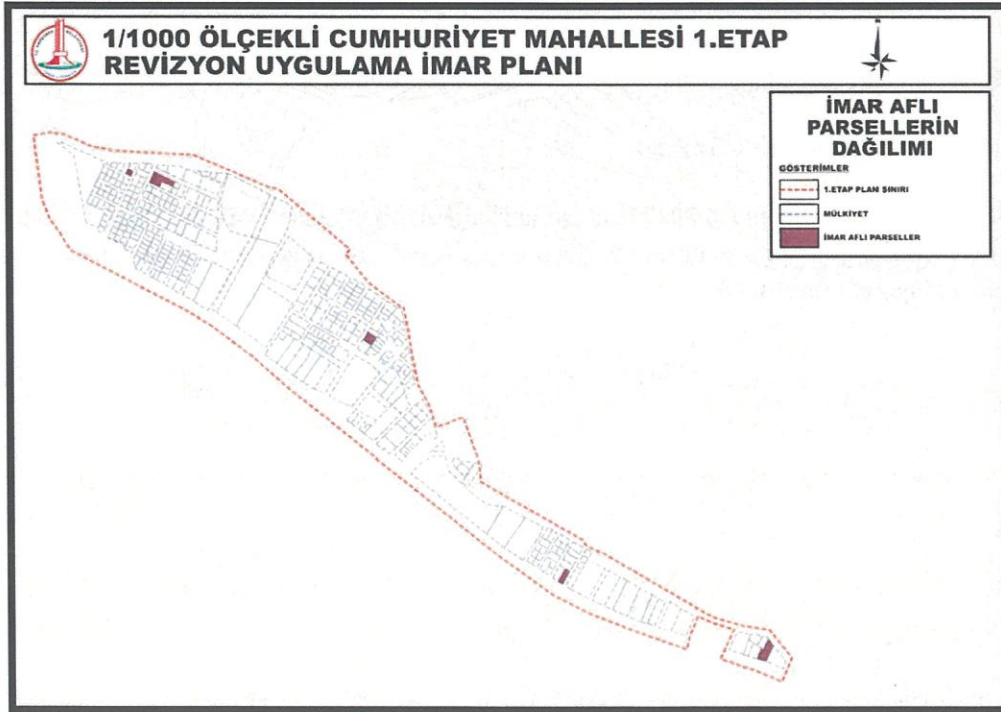 1/1000 ÖLÇEKLİ CUMHURİYET MAHALLESİ 1.ETAP
REVİZYON UYGULAMA İMAR PLANI
İMAR AFLI
PARSELLERİN
DAĞILIMI
GÖSTERİMLER
1.ETAP PLAN SINIRI
MÜLKİYET
İMAR AFLI PARSELLER